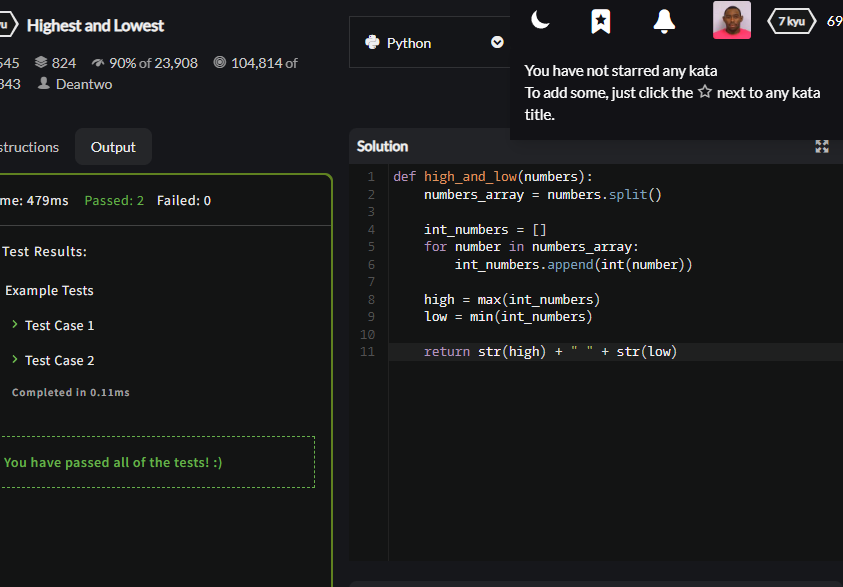 Highest and Lowest
545 824 90% of 23,908 104,814 of
343 Deantwo
Python
7 kyu 69
You have not starred any kata
To add some, just click the ☆ next to any kata
title.
structions Output
me: 479ms Passed: 2 Failed: 0
Test Results:
Example Tests
Test Case 1
Test Case 2
Completed in 0.11ms
You have passed all of the tests! :)
Solution
1 def high_and_low(numbers):
2     numbers_array = numbers.split()
3
4     int_numbers = []
5     for number in numbers_array:
6         int_numbers.append(int(number))
7
8     high = max(int_numbers)
9     low = min(int_numbers)
10
11     return str(high) + " " + str(low)